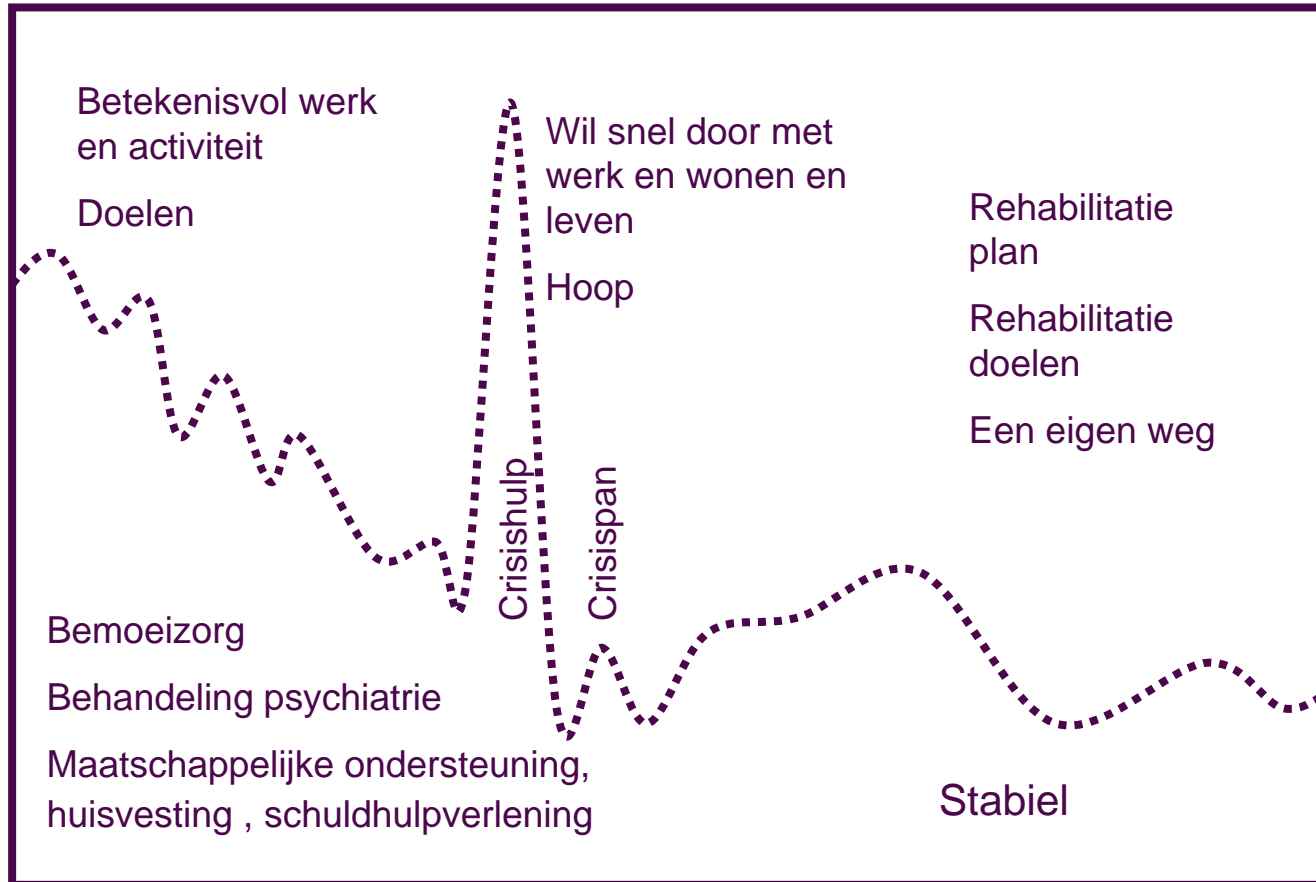 Betekenisvol werk
en activiteit
Doelen
Wil snel door met
werk en wonen en
leven
Hoop
Rehabilitatie
plan
Rehabilitatie
doelen
Een eigen weg
Crisishulp
Crisispan
Bemoeizorg
Behandeling psychiatrie
Maatschappelijke ondersteuning,
huisvesting , schuldhulpverlening
Stabiel